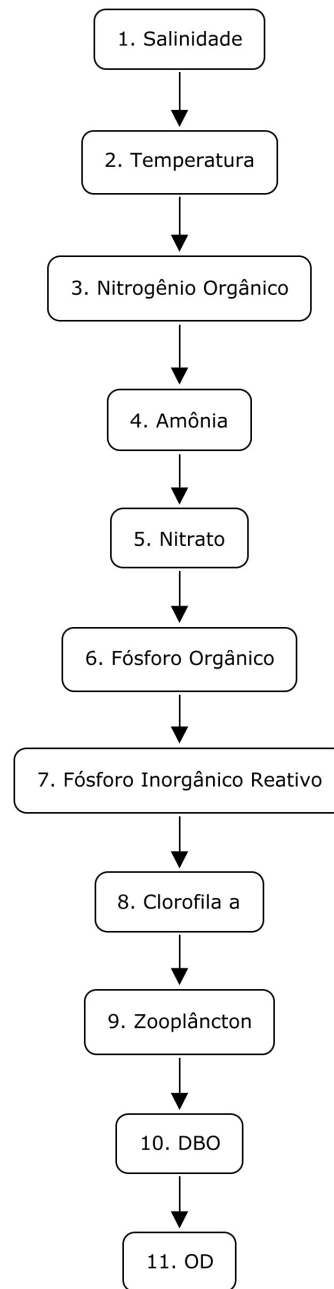 1. Salinidade
2. Temperatura
3. Nitrogênio Orgânico
4. Amônia
5. Nitrato
6. Fósforo Orgânico
7. Fósforo Inorgânico Reativo
8. Clorofila a
9. Zooplâncton
10. DBO
11. OD